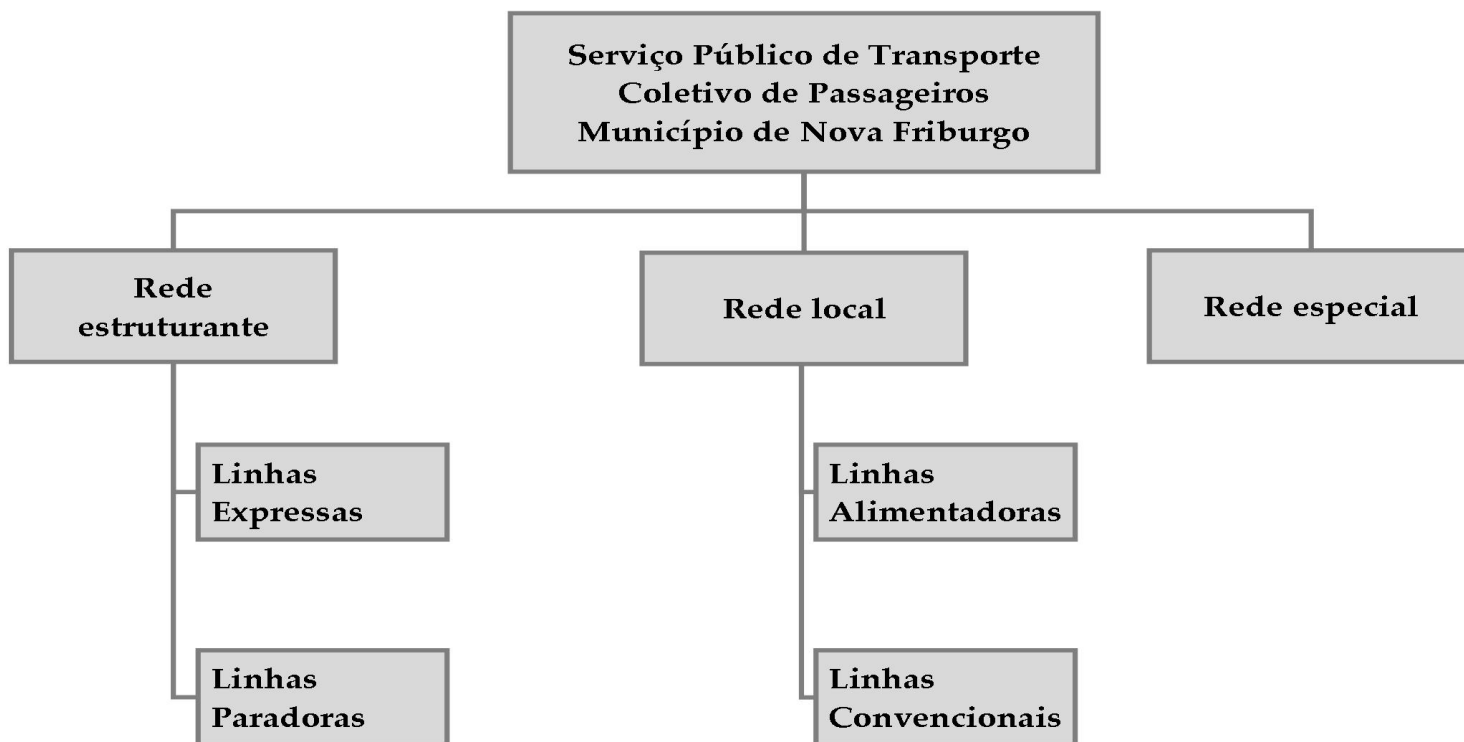 Serviço Público de Transporte
Coletivo de Passageiros
Município de Nova Friburgo
Rede
estruturante
Rede local
Rede especial
Linhas
Expressas
Linhas
Alimentadoras
Linhas
Paradoras
Linhas
Convencionais